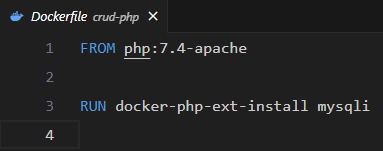 Dockerfile crud-php ×
1 FROM php:7.4-apache
2
3 RUN docker-php-ext-install mysqli
4